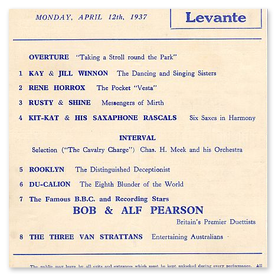 MONDAY, APRIL 12th, 1937
Levante
OVERTURE "Taking a Stroll round the Park"
1 KAY & JILL WINNON The Dancing and Singing Sisters
2 RENE HORROX The Pocket "Vesta"
3 RUSTY & SHINE Messengers of Mirth
4 KIT-KAT & HIS SAXAPHONE RASCALS Six Saxes in Harmony
INTERVAL
Selection ("The Cavalry Charge") Chas. H. Meek and his Orchestra
5 ROOKLYN The Distinguished Deceptionist
6 DU-CALION The Eighth Blunder of the World
7 The Famous B.B.C. and Recording Stars
BOB & ALF PEARSON
Britain's Premier Duettists
8 THE THREE VAN STRATTANS Entertaining Australians